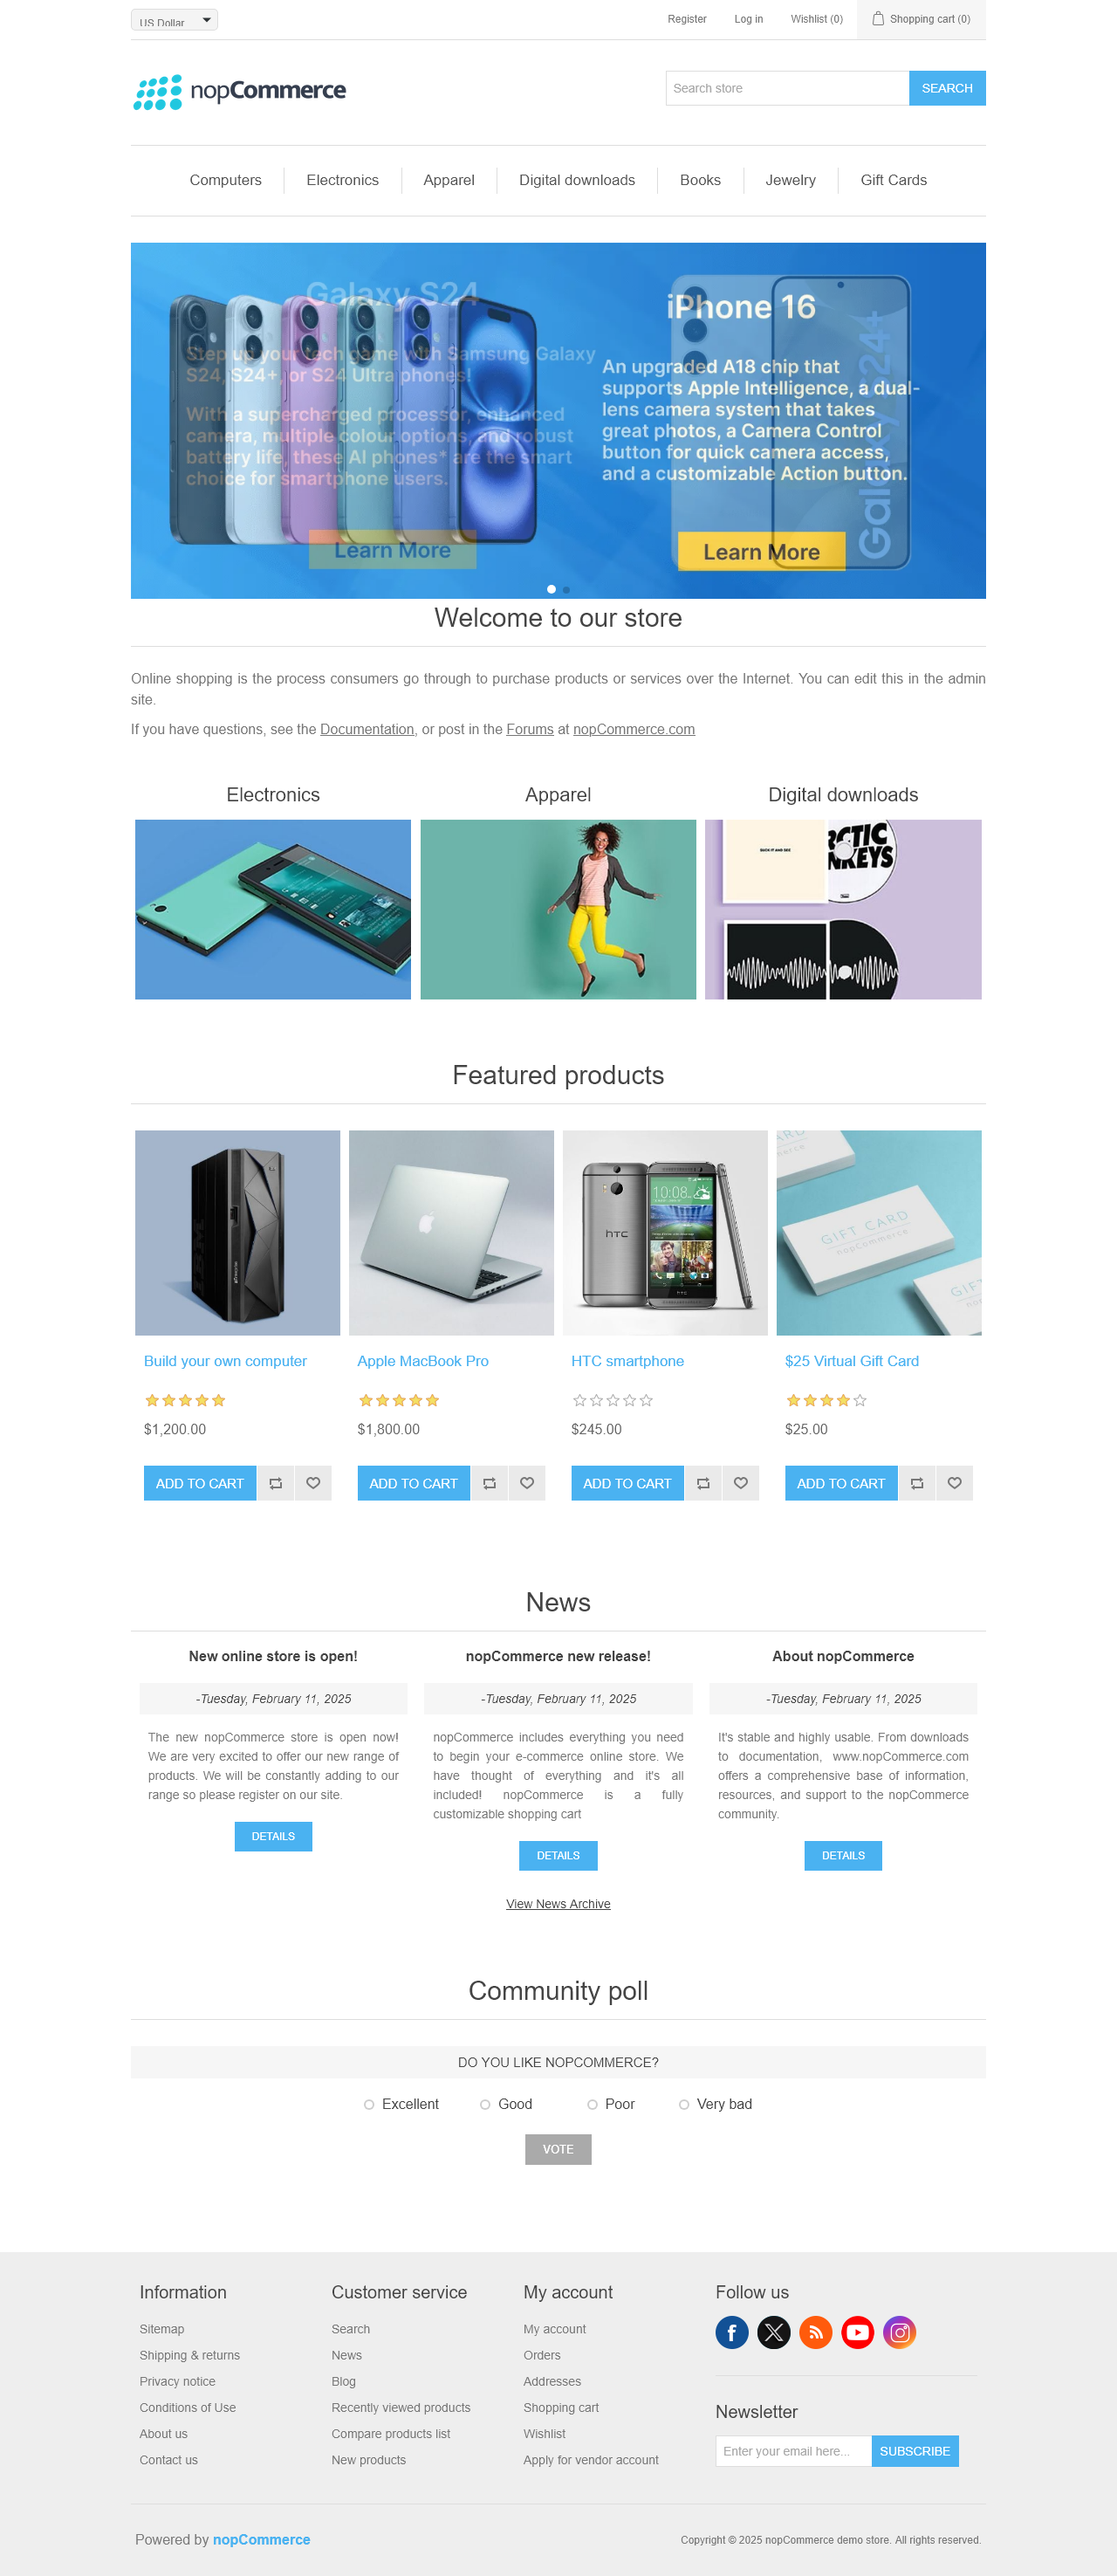 US Dollar
Register
Log in
Wishlist (0)
Shopping cart (0)
nopCommerce
Search store
SEARCH
Computers
Electronics
Apparel
Digital downloads
Books
Jewelry
Gift Cards
Galaxy S24
Step up your tech game with Samsung Galaxy
S24, S24+, or S24 Ultra phones!
With a supercharged processor, enhanced
camera, multiple colour options, and robust
battery life, these AI phones* are the smart
choice for smartphone users.
Learn More
iPhone 16
An upgraded A18 chip that
supports Apple Intelligence, a dual-
lens camera system that takes
great photos, a Camera Control
button for quick camera access,
and a customizable Action button.
Learn More
Galaxy S24+
Welcome to our store
Online shopping is the process consumers go through to purchase products or services over the Internet. You can edit this in the admin
site.
If you have questions, see the Documentation, or post in the Forums at nopCommerce.com
Electronics
Apparel
Digital downloads
BACK IT AND SEE
RCTIC
NKEYS
Featured products
hTC
10:08
GIFT CARD
nopCommerce
Build your own computer
$1,200.00
ADD TO CART
Apple MacBook Pro
$1,800.00
ADD TO CART
HTC smartphone
$245.00
ADD TO CART
$25 Virtual Gift Card
$25.00
ADD TO CART
News
New online store is open!
-Tuesday, February 11, 2025
The new nopCommerce store is open now!
We are very excited to offer our new range of
products. We will be constantly adding to our
range so please register on our site.
DETAILS
nopCommerce new release!
-Tuesday, February 11, 2025
nopCommerce includes everything you need
to begin your e-commerce online store. We
have thought of everything and it's all
included! nopCommerce is a fully
customizable shopping cart
DETAILS
About nopCommerce
-Tuesday, February 11, 2025
It's stable and highly usable. From downloads
to documentation, www.nopCommerce.com
offers a comprehensive base of information,
resources, and support to the nopCommerce
community.
DETAILS
View News Archive
Community poll
DO YOU LIKE NOPCOMMERCE?
Excellent
Good
Poor
Very bad
VOTE
Information
Sitemap
Shipping & returns
Privacy notice
Conditions of Use
About us
Contact us
Customer service
Search
News
Blog
Recently viewed products
Compare products list
New products
My account
My account
Orders
Addresses
Shopping cart
Wishlist
Apply for vendor account
Follow us
Newsletter
Enter your email here...
SUBSCRIBE
Powered by nopCommerce
Copyright © 2025 nopCommerce demo store. All rights reserved.